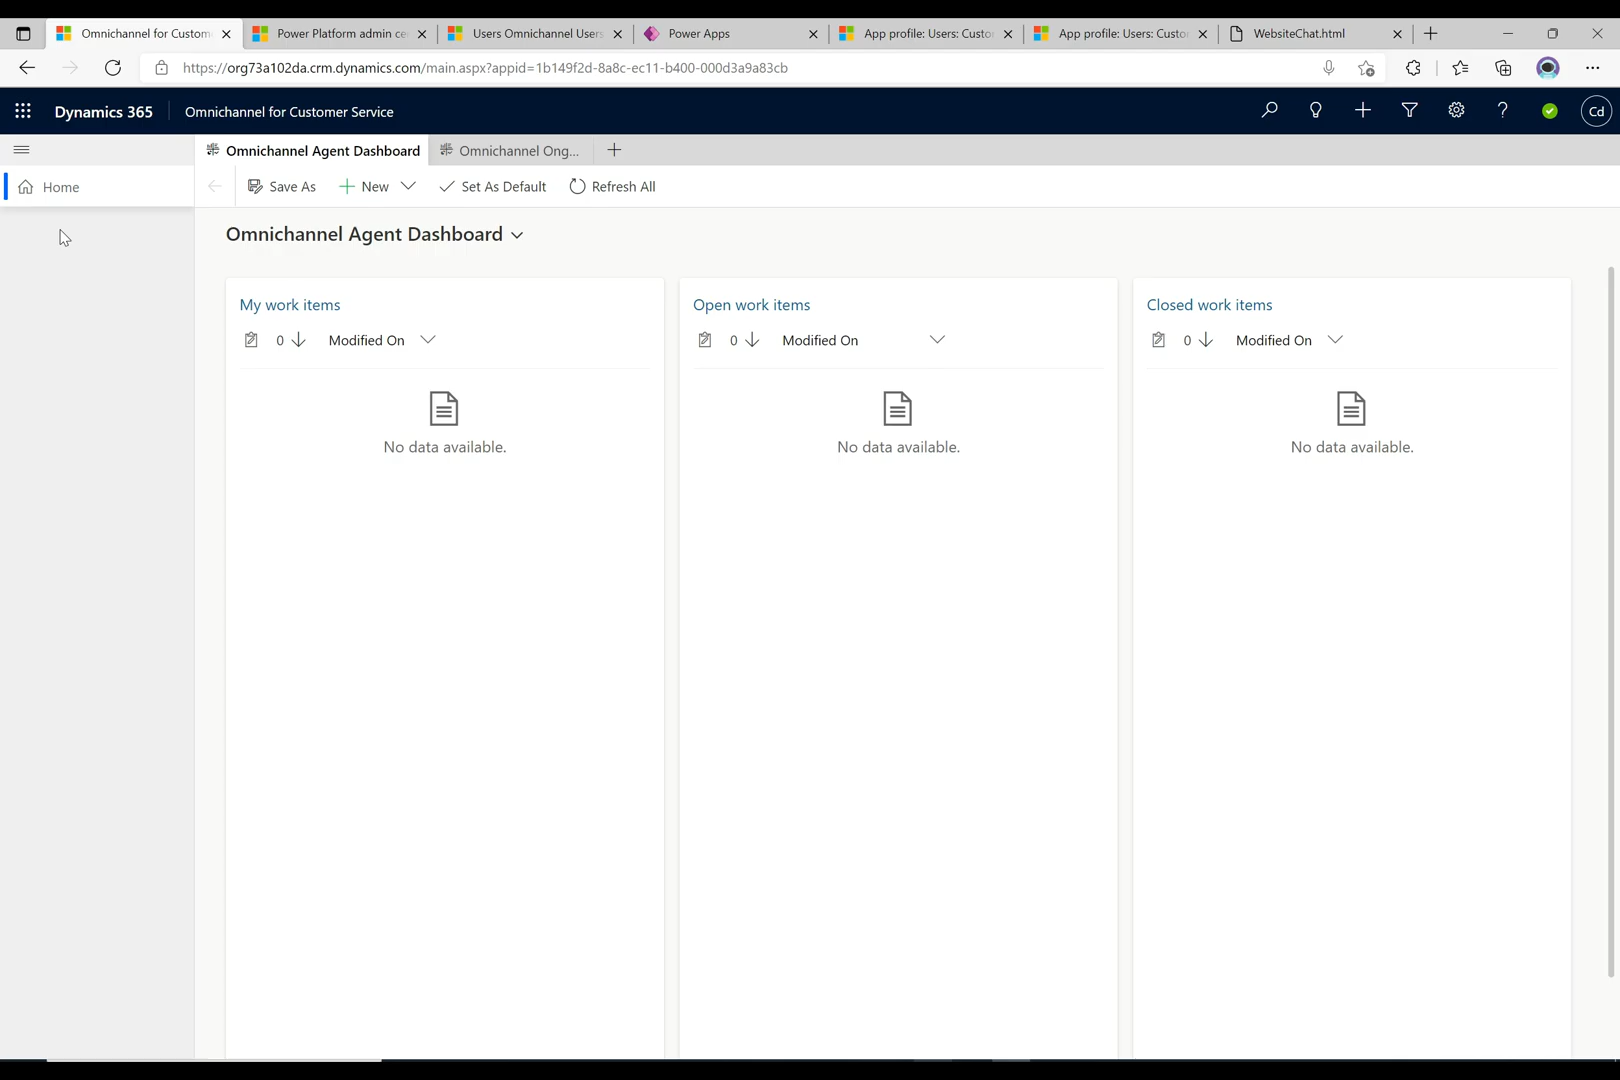 Omnichannel for Custom
Power Platform admin ce
Users Omnichannel Users
Power Apps
App profile: Users: Custo
App profile: Users: Custo
WebsiteChat.html
https://org73a102da.crm.dynamics.com/main.aspx?appid=1b149f2d-8a8c-ec11-b400-000d3a9a83cb
Dynamics 365
Omnichannel for Customer Service
Cd
Omnichannel Agent Dashboard
Omnichannel Ong...
Home
Save As
New
Set As Default
Refresh All
Omnichannel Agent Dashboard
My work items
0
Modified On
No data available.
Open work items
0
Modified On
No data available.
Closed work items
0
Modified On
No data available.